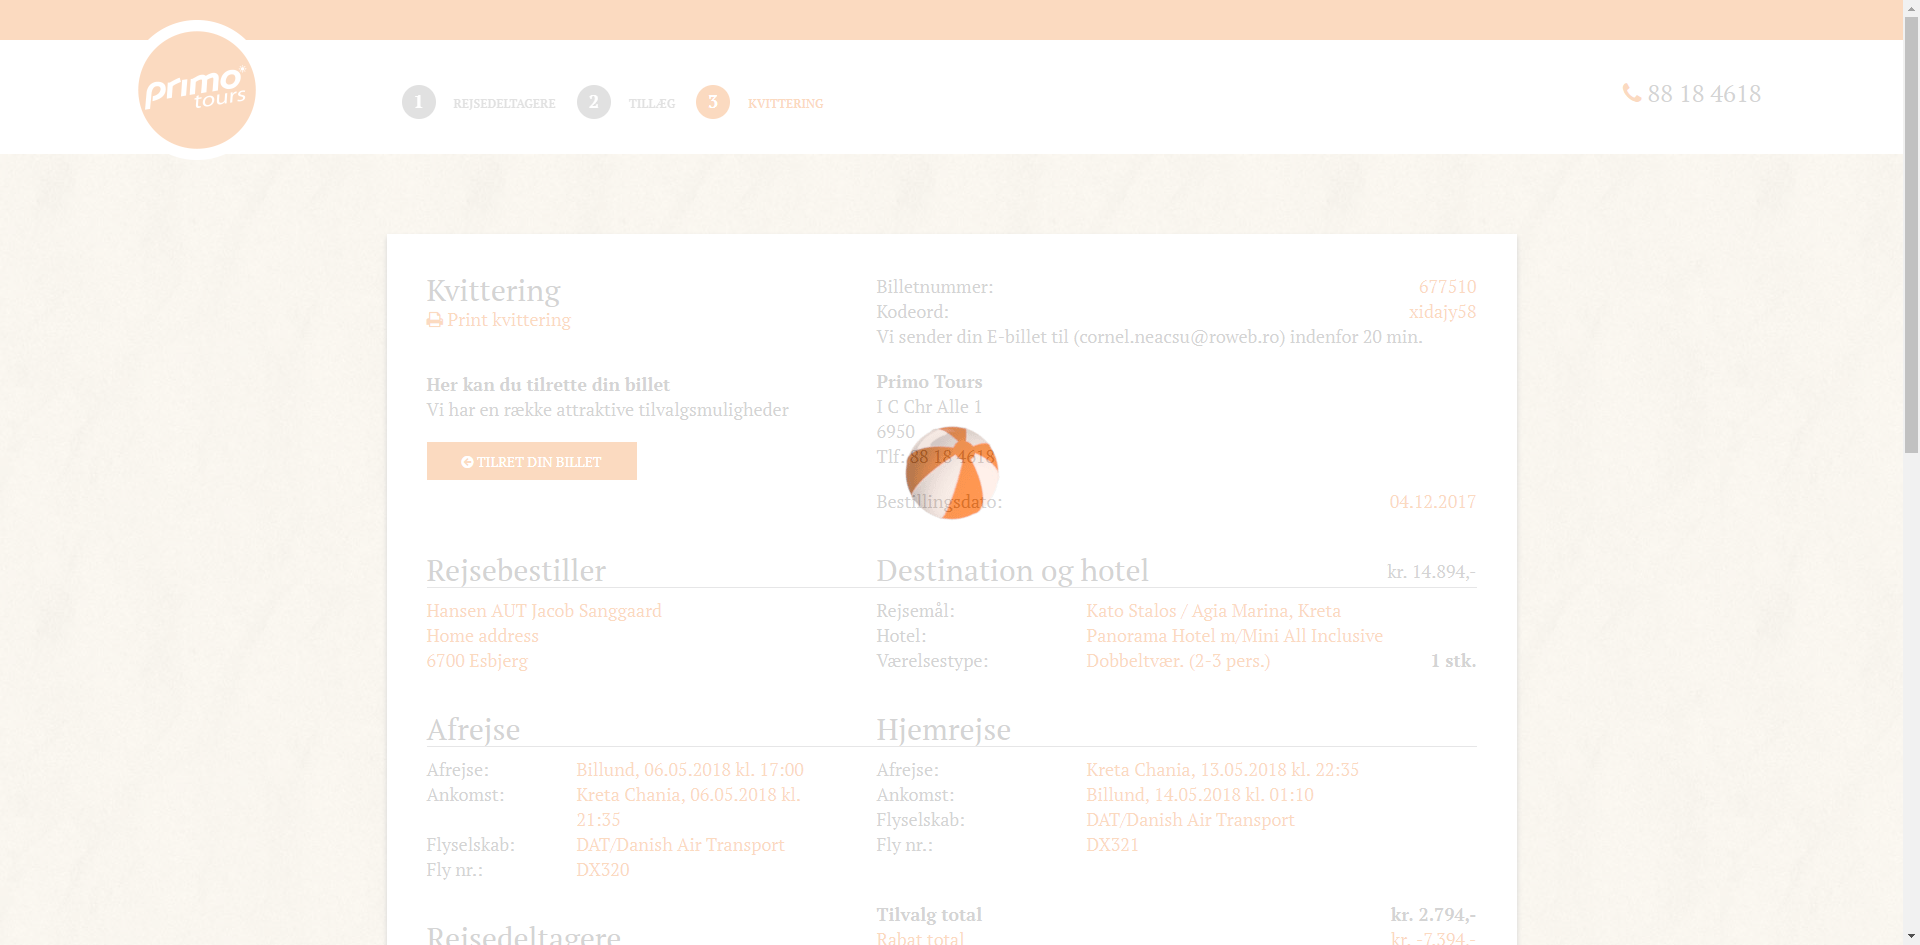 primo tours
1 REJSEDELTAGERE 2 TILLÆG 3 KVITTERING
88 18 4618
Kvittering
Print kvittering
Her kan du tilrette din billet
Vi har en række attraktive tilvalgsmuligheder
TILRET DIN BILLET
Billetnummer: 677510
Kodeord: xidajy58
Vi sender din E-billet til (cornel.neacsu@roweb.ro) indenfor 20 min.
Primo Tours
I C Chr Alle 1
6950
Tlf: 88 18 4618
Bestillingsdato: 04.12.2017
Rejsebestiller
Hansen AUT Jacob Sanggaard
Home address
6700 Esbjerg
Destination og hotel kr. 14.894,-
Rejsemål: Kato Stalos / Agia Marina, Kreta
Hotel: Panorama Hotel m/Mini All Inclusive
Værelsestype: Dobbeltvær. (2-3 pers.) 1 stk.
Afrejse
Afrejse: Billund, 06.05.2018 kl. 17:00
Ankomst: Kreta Chania, 06.05.2018 kl.
21:35
Flyselskab: DAT/Danish Air Transport
Fly nr.: DX320
Hjemrejse
Afrejse: Kreta Chania, 13.05.2018 kl. 22:35
Ankomst: Billund, 14.05.2018 kl. 01:10
Flyselskab: DAT/Danish Air Transport
Fly nr.: DX321
Rejsedeltagere
Tilvalg total kr. 2.794,-
Rabat total kr. -7.394,-